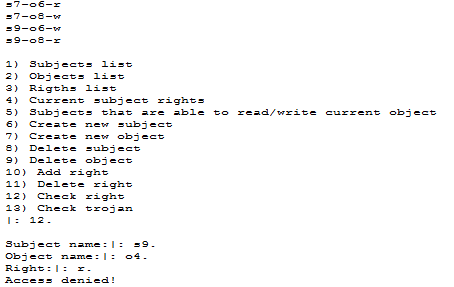 s7-o6-r
s7-o8-w
s9-o6-w
s9-o8-r
1) Subjects list
2) Objects list
3) Rigths list
4) Current subject rights
5) Subjects that are able to read/write current object
6) Create new subject
7) Create new object
8) Delete subject
9) Delete object
10) Add right
11) Delete right
12) Check right
13) Check trojan
|: 12.
Subject name:|: s9.
Object name:|: o4.
Right:|: r.
Access denied!